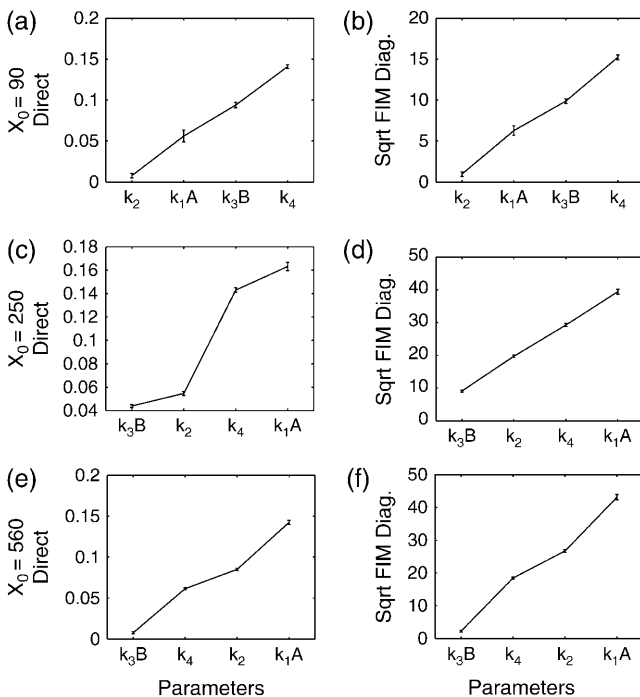 (a)
X₀ = 90
Direct
0.2
0.15
0.1
0.05
0
k₂ k₁A k₃B k₄
(b)
Sqrt FIM Diag.
20
15
10
5
0
k₂ k₁A k₃B k₄
(c)
X₀ = 250
Direct
0.18
0.16
0.14
0.12
0.1
0.08
0.06
0.04
k₃B k₂ k₄ k₁A
(d)
Sqrt FIM Diag.
50
40
30
20
10
0
k₃B k₂ k₄ k₁A
(e)
X₀ = 560
Direct
0.2
0.15
0.1
0.05
0
k₃B k₄ k₂ k₁A
Parameters
(f)
Sqrt FIM Diag.
50
40
30
20
10
0
k₃B k₄ k₂ k₁A
Parameters